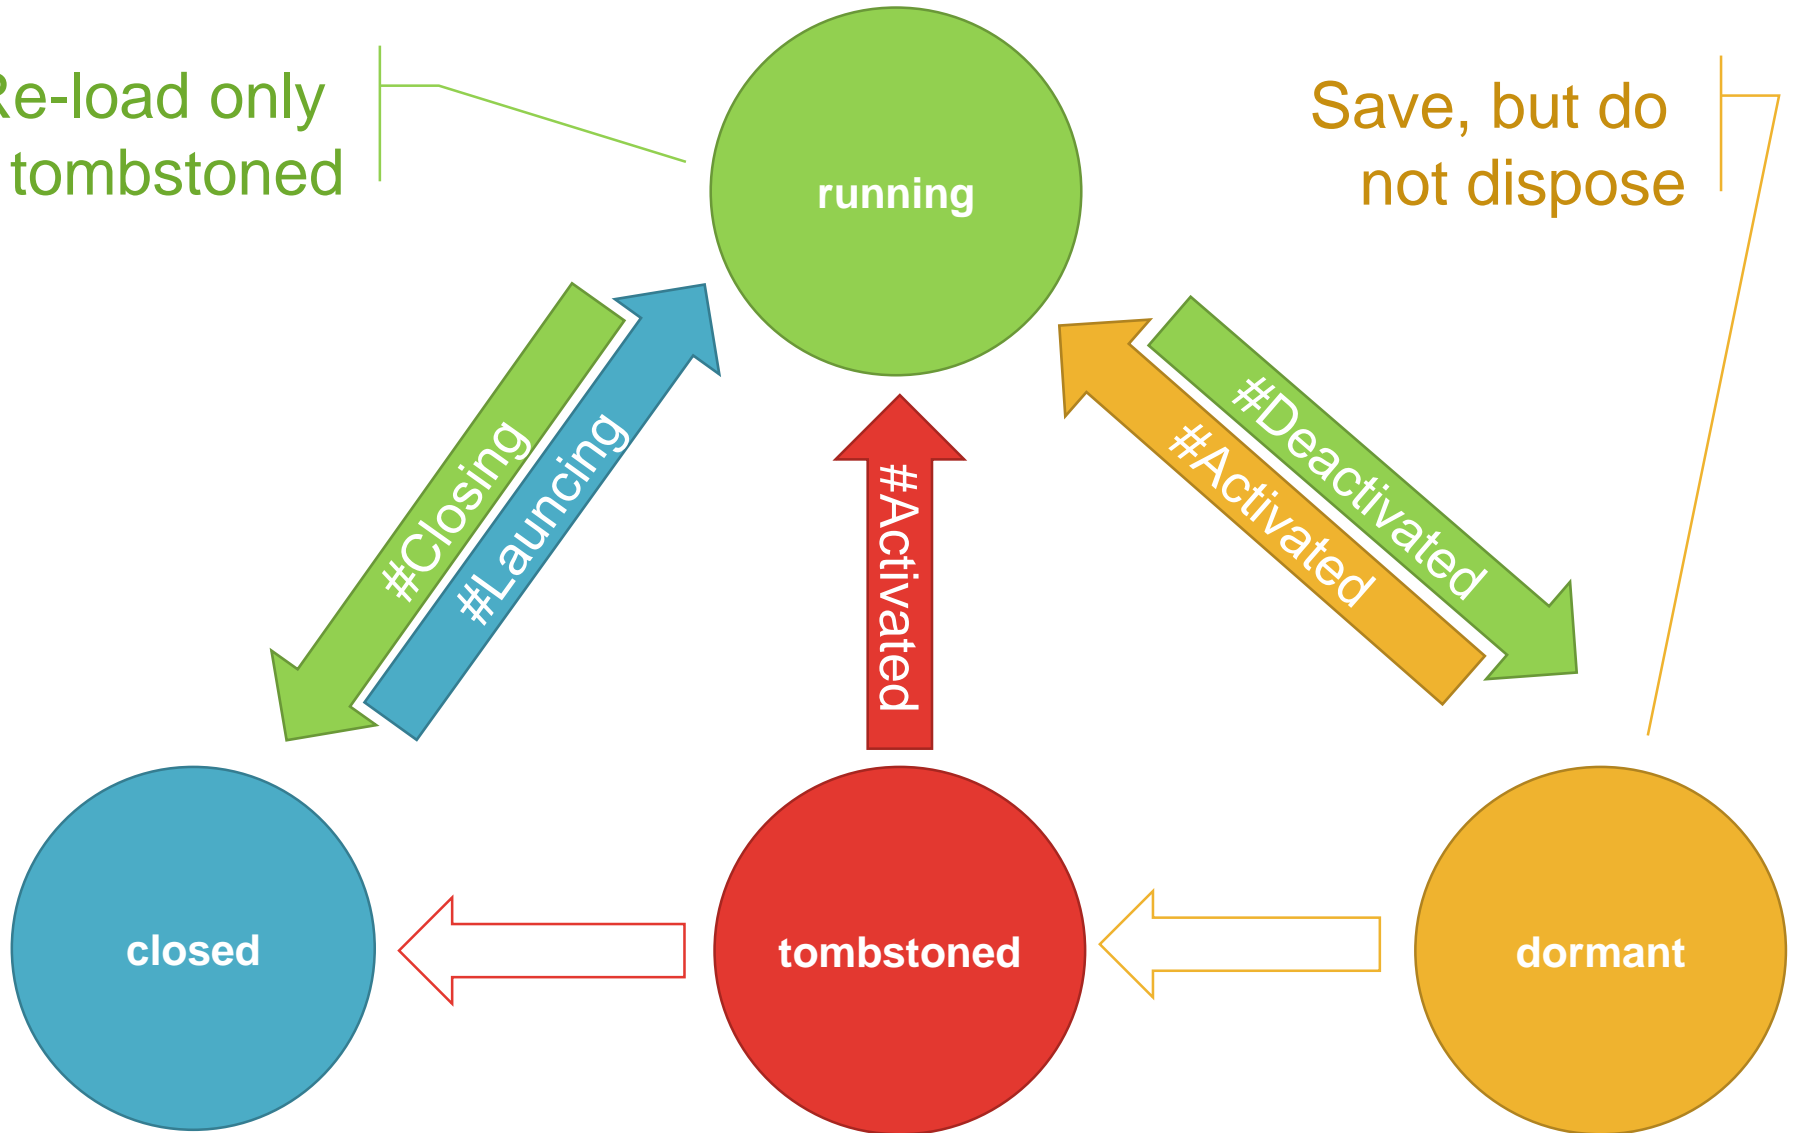 Re-load only
tombstoned
Save, but do
not dispose
running
#Closing
#Launcing
#Activated
#Activated
#Deactivated
closed
tombstoned
dormant